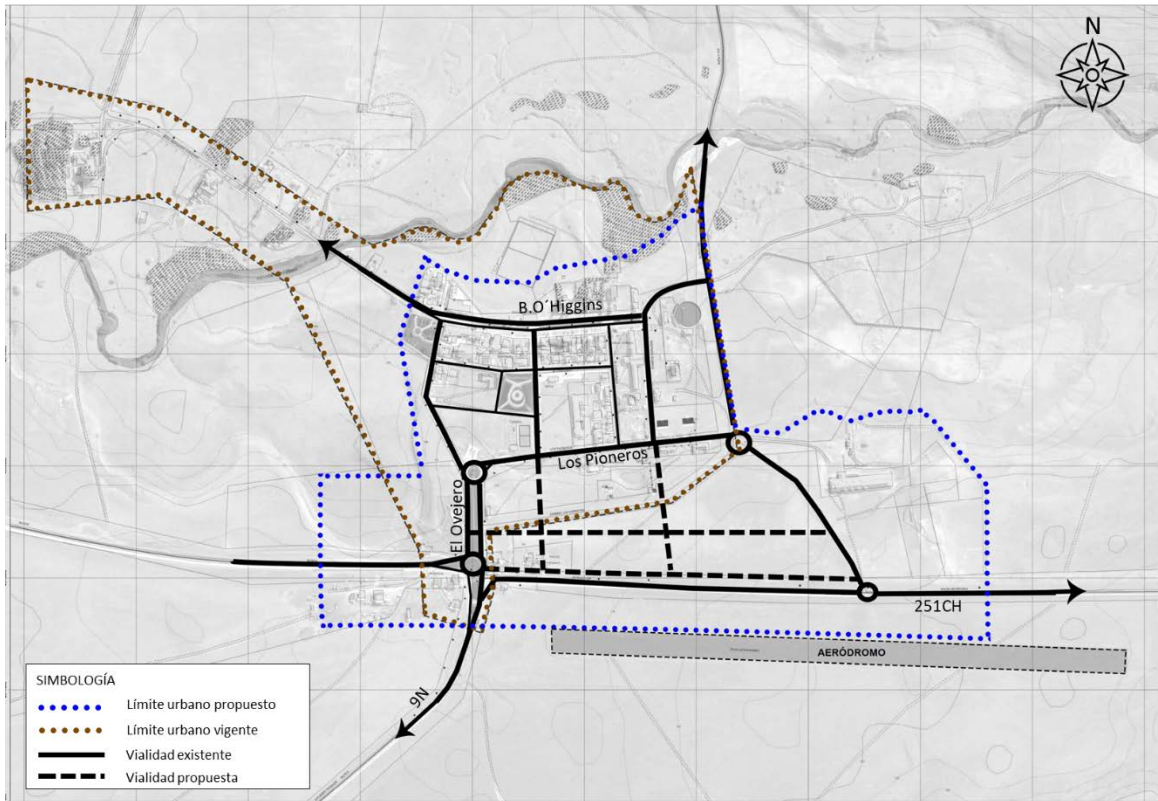 N
B.O´Higgins
Los Pioneros
El Ovejero
251CH
AERÓDROMO
9N
SIMBOLOGÍA
Límite urbano propuesto
Límite urbano vigente
Vialidad existente
Vialidad propuesta